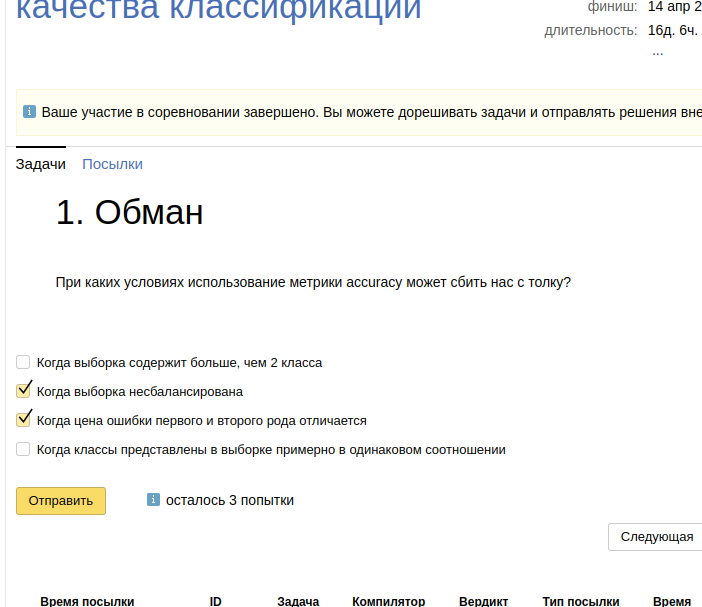 качества классификации
финиш: 14 апр 2
длительность: 16д. 6ч.
...
Ваше участие в соревновании завершено. Вы можете дорешивать задачи и отправлять решения вне
Задачи Посылки
1. Обман
При каких условиях использование метрики accuracy может сбить нас с толку?
Когда выборка содержит больше, чем 2 класса
Когда выборка несбалансирована
Когда цена ошибки первого и второго рода отличается
Когда классы представлены в выборке примерно в одинаковом соотношении
Отправить осталось 3 попытки
Следующая
Время посылки ID Задача Компилятор Вердикт Тип посылки Время